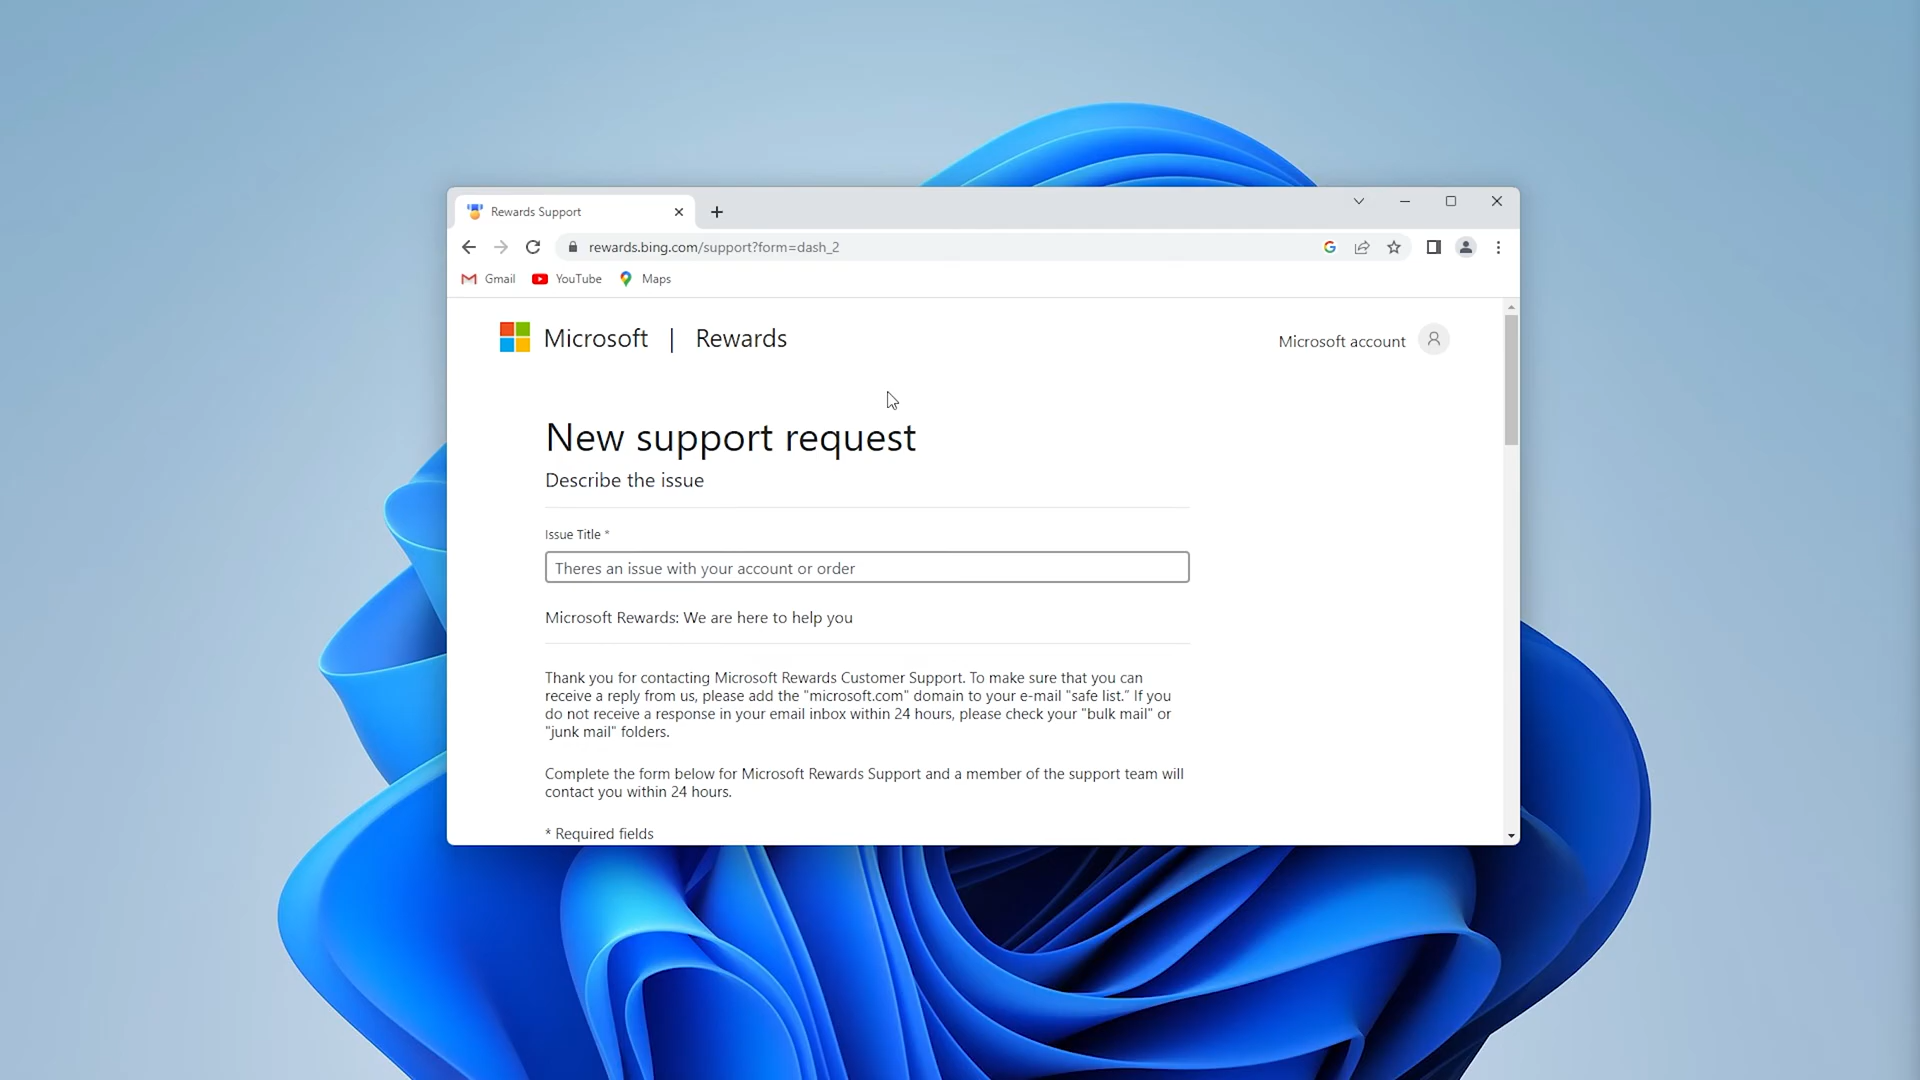 Rewards Support
rewards.bing.com/support?form=dash_2
Gmail YouTube Maps
Microsoft | Rewards
Microsoft account
New support request
Describe the issue
Issue Title *
Theres an issue with your account or order
Microsoft Rewards: We are here to help you
Thank you for contacting Microsoft Rewards Customer Support. To make sure that you can
receive a reply from us, please add the "microsoft.com" domain to your e-mail “safe list.” If you
do not receive a response in your email inbox within 24 hours, please check your "bulk mail" or
"junk mail" folders.
Complete the form below for Microsoft Rewards Support and a member of the support team will
contact you within 24 hours.
* Required fields